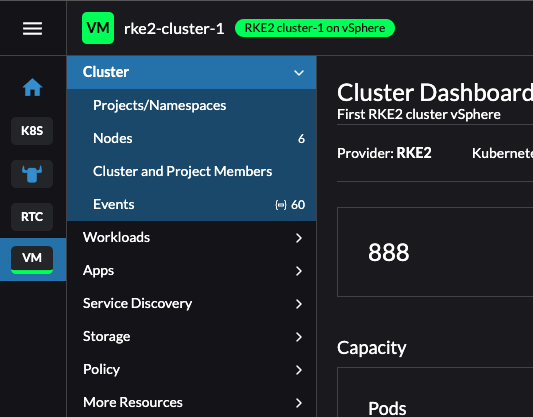 VM rke2-cluster-1 RKE2 cluster-1 on vSphere
K8S
RTC
VM
Cluster
Projects/Namespaces
Nodes 6
Cluster and Project Members
Events 60
Workloads
Apps
Service Discovery
Storage
Policy
More Resources
Cluster Dashboard
First RKE2 cluster vSphere
Provider: RKE2 Kubernete
888
Capacity
Pods